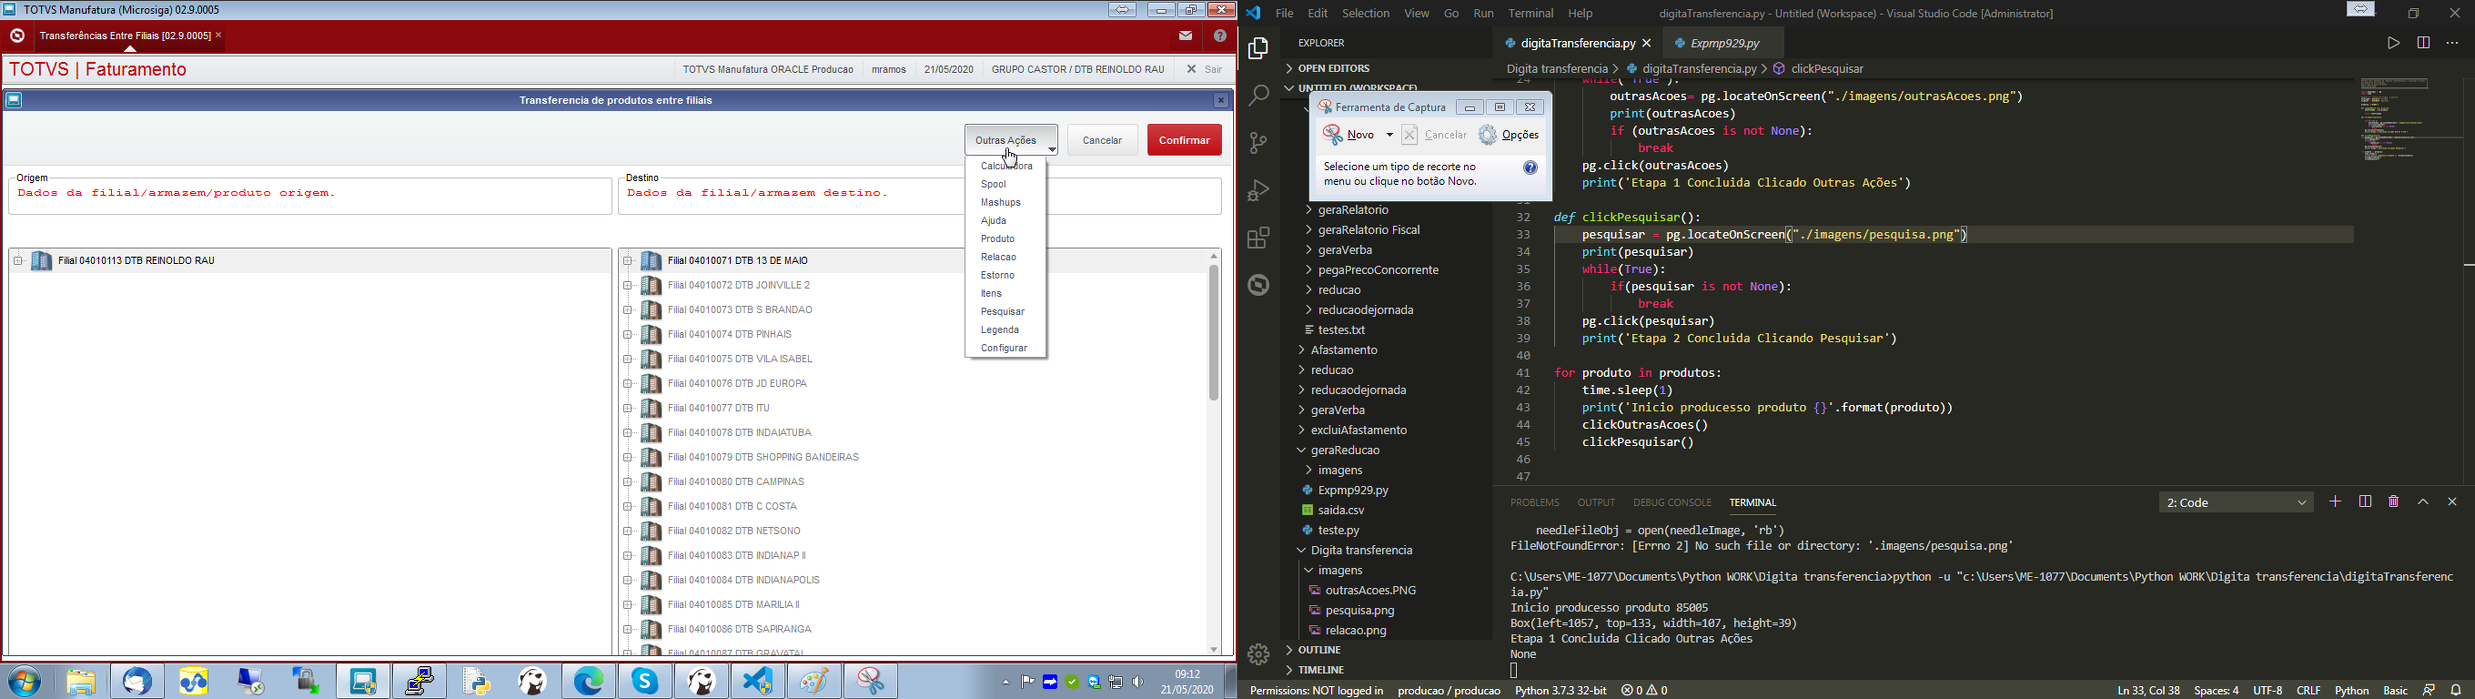 TOTVS Manufatura (Microsiga) 02.9.0005
Transferências Entre Filiais [02.9.0005]
TOTVS | Faturamento
TOTVS Manufatura ORACLE Producao
mramos
21/05/2020
GRUPO CASTOR / DTB REINOLDO RAU
Sair
Transferencia de produtos entre filiais
Outras Ações
Cancelar
Confirmar
Calculadora
Spool
Mashups
Ajuda
Produto
Relacao
Estorno
Itens
Pesquisar
Legenda
Configurar
Origem
Dados da filial/armazem/produto origem.
Destino
Dados da filial/armazem destino.
Filial 04010113 DTB REINOLDO RAU
Filial 04010071 DTB 13 DE MAIO
Filial 04010072 DTB JOINVILLE 2
Filial 04010073 DTB S BRANDAO
Filial 04010074 DTB PINHAIS
Filial 04010075 DTB VILA ISABEL
Filial 04010076 DTB JD EUROPA
Filial 04010077 DTB ITU
Filial 04010078 DTB INDAIATUBA
Filial 04010079 DTB SHOPPING BANDEIRAS
Filial 04010080 DTB CAMPINAS
Filial 04010081 DTB C COSTA
Filial 04010082 DTB NETSONO
Filial 04010083 DTB INDIANAP II
Filial 04010084 DTB INDIANAPOLIS
Filial 04010085 DTB MARILIA II
Filial 04010086 DTB SAPIRANGA
Filial 04010087 DTB GRAVATAI
09:12
21/05/2020
File Edit Selection View Go Run Terminal Help
digitaTransferencia.py - Untitled (Workspace) - Visual Studio Code [Administrator]
EXPLORER
OPEN EDITORS
UNTITLED (WORKSPACE)
Ferramenta de Captura
Novo
Cancelar
Opções
Selecione um tipo de recorte no
menu ou clique no botão Novo.
geraRelatorio
geraRelatorio Fiscal
geraVerba
pegaPrecoConcorrente
reducao
reducaodejornada
testes.txt
Afastamento
reducao
reducaodejornada
geraVerba
excluiAfastamento
geraReducao
imagens
Expmp929.py
saida.csv
teste.py
Digita transferencia
imagens
outrasAcoes.PNG
pesquisa.png
relacao.png
OUTLINE
TIMELINE
digitaTransferencia.py
Expmp929.py
Digita transferencia > digitaTransferencia.py > clickPesquisar
24 while( True ):
outrasAcoes= pg.locateOnScreen("./imagens/outrasAcoes.png")
print(outrasAcoes)
if (outrasAcoes is not None):
break
pg.click(outrasAcoes)
print('Etapa 1 Concluida Clicado Outras Ações')
31
32 def clickPesquisar():
33 pesquisar = pg.locateOnScreen("./imagens/pesquisa.png")
34 print(pesquisar)
35 while(True):
36 if(pesquisar is not None):
37 break
38 pg.click(pesquisar)
39 print('Etapa 2 Concluida Clicando Pesquisar')
40
41 for produto in produtos:
42 time.sleep(1)
43 print('Inicio producesso produto {}'.format(produto))
44 clickOutrasAcoes()
45 clickPesquisar()
46
47
PROBLEMS OUTPUT DEBUG CONSOLE TERMINAL
2: Code
needleFileObj = open(needleImage, 'rb')
FileNotFoundError: [Errno 2] No such file or directory: '.imagens/pesquisa.png'
C:\Users\ME-1077\Documents\Python WORK\Digita transferencia>python -u "c:\Users\ME-1077\Documents\Python WORK\Digita transferencia\digitaTransferenc
ia.py"
Inicio producesso produto 85005
Box(left=1057, top=133, width=107, height=39)
Etapa 1 Concluida Clicado Outras Ações
None
Permissions: NOT logged in
producao / producao
Python 3.7.3 32-bit
0 0
Ln 33, Col 38
Spaces: 4
UTF-8
CRLF
Python
Basic